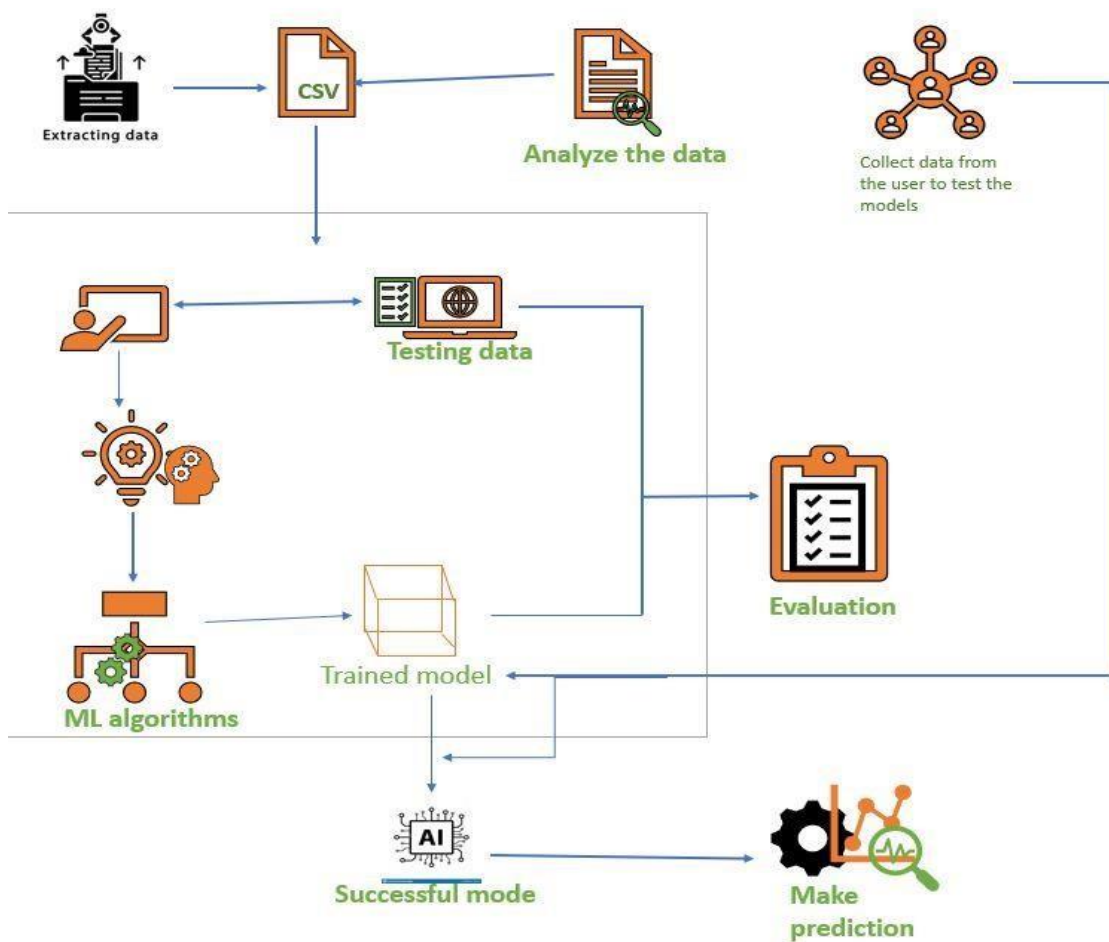 Extracting data
CSV
Analyze the data
Collect data from
the user to test the
models
Testing data
Evaluation
Trained model
ML algorithms
AI
Successful mode
Make
prediction